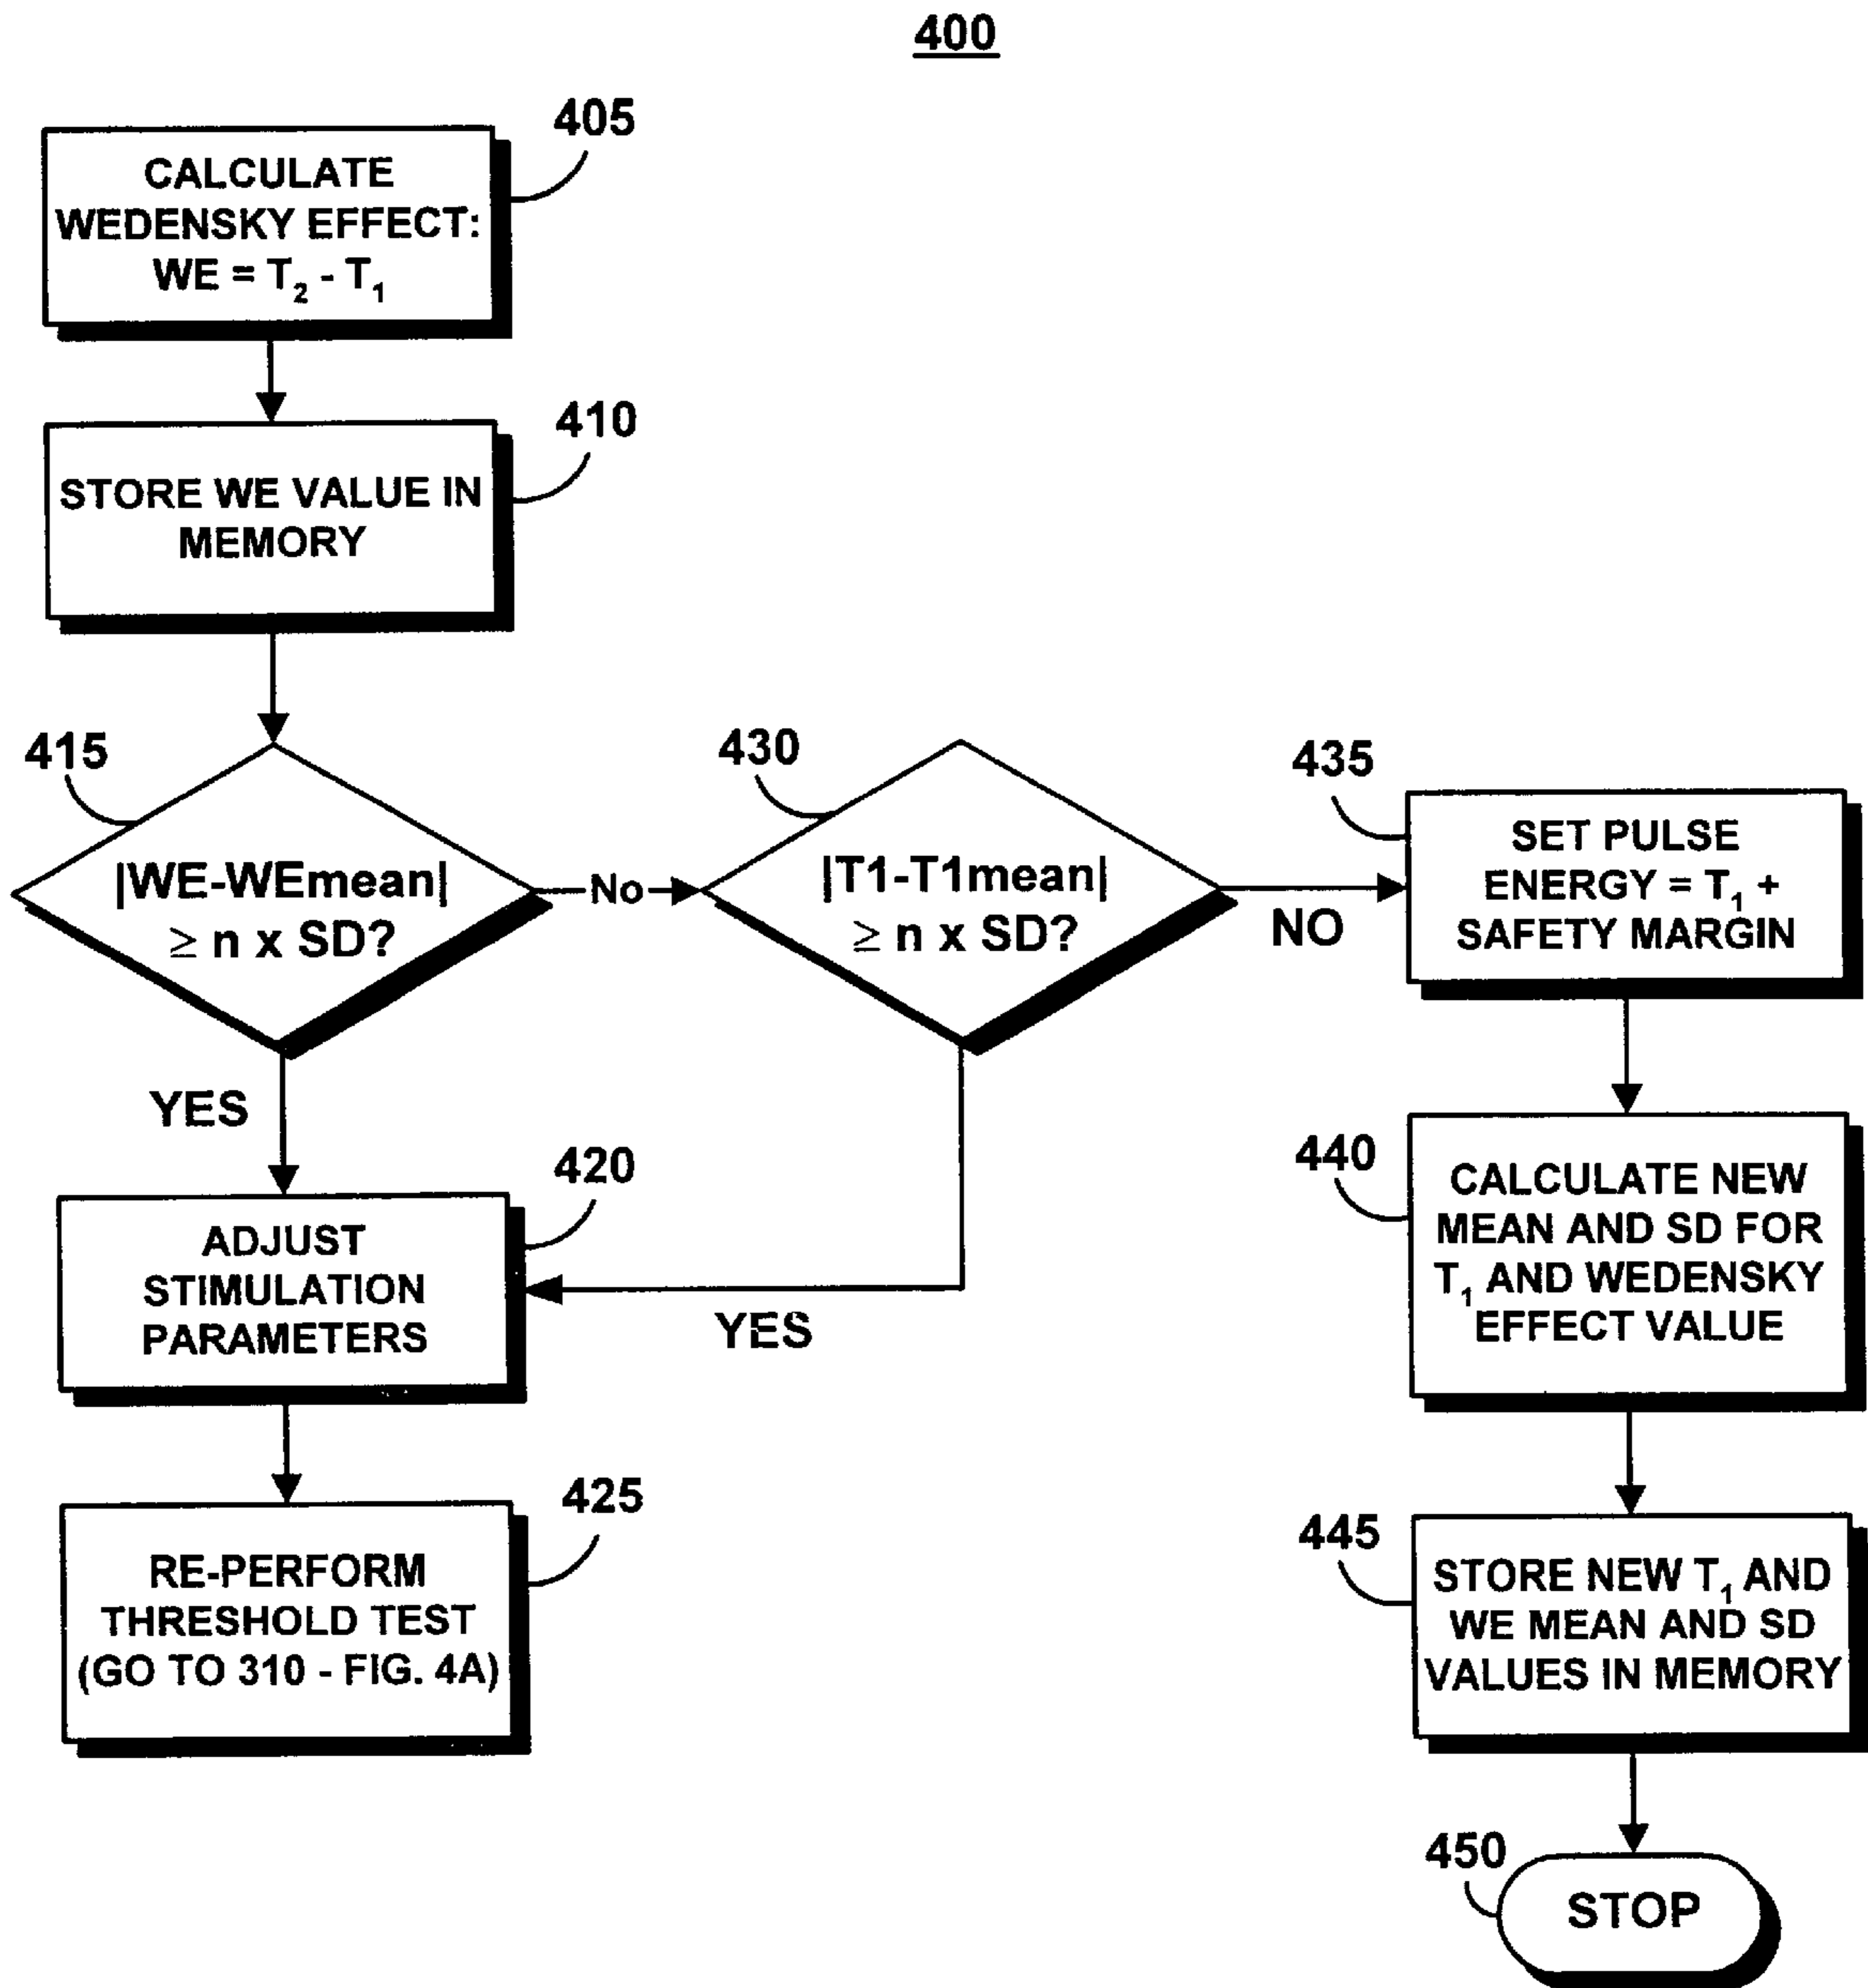 400
405
CALCULATE
WEDENSKY EFFECT:
WE = T₂ - T₁
410
STORE WE VALUE IN
MEMORY
415
|WE-WEmean|
≥ n x SD?
No
YES
430
|T1-T1mean|
≥ n x SD?
NO
YES
435
SET PULSE
ENERGY = T₁ +
SAFETY MARGIN
420
ADJUST
STIMULATION
PARAMETERS
440
CALCULATE NEW
MEAN AND SD FOR
T₁ AND WEDENSKY
EFFECT VALUE
425
RE-PERFORM
THRESHOLD TEST
(GO TO 310 - FIG. 4A)
445
STORE NEW T₁ AND
WE MEAN AND SD
VALUES IN MEMORY
450
STOP